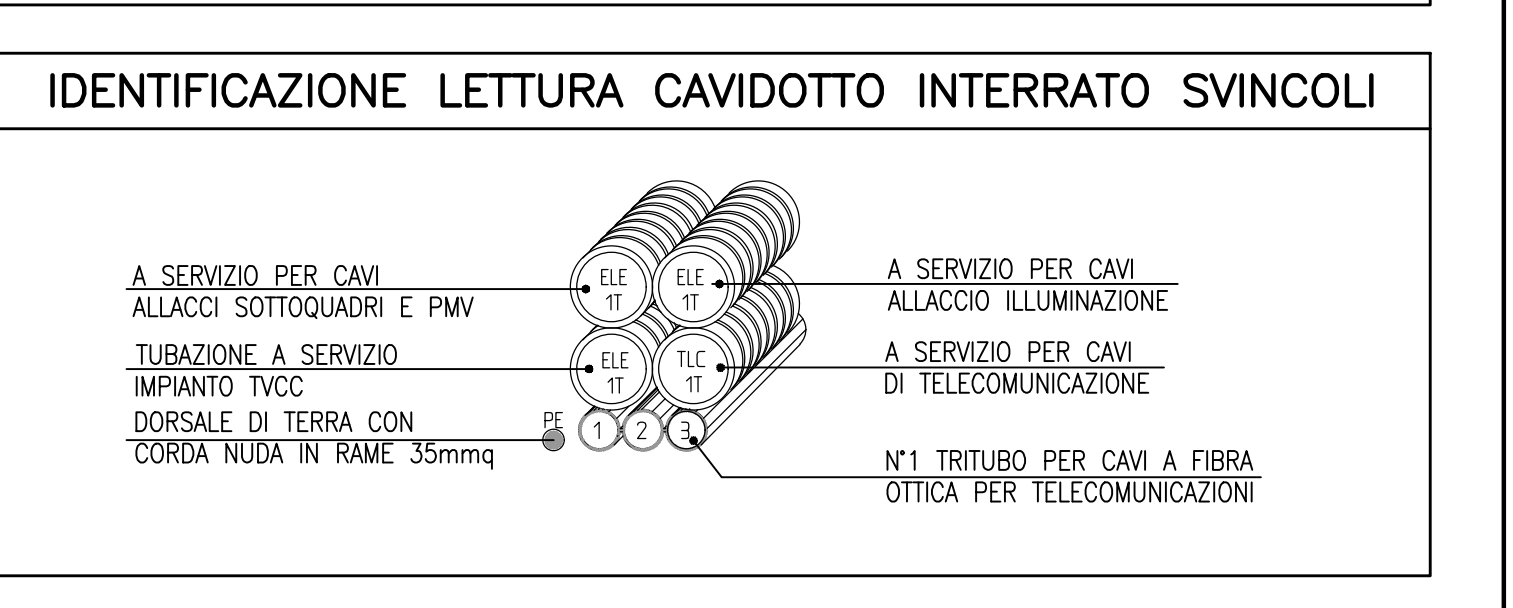 IDENTIFICAZIONE LETTURA CAVIDOTTO INTERRATO SVINCOLI
A SERVIZIO PER CAVI
ALLACCI SOTTOQUADRI E PMV
TUBAZIONE A SERVIZIO
IMPIANTO TVCC
DORSALE DI TERRA CON
CORDA NUDA IN RAME 35mmq
ELE
1T
ELE
1T
ELE
1T
TLC
1T
PE
1
2
3
A SERVIZIO PER CAVI
ALLACCIO ILLUMINAZIONE
A SERVIZIO PER CAVI
DI TELECOMUNICAZIONE
N°1 TRITUBO PER CAVI A FIBRA
OTTICA PER TELECOMUNICAZIONI